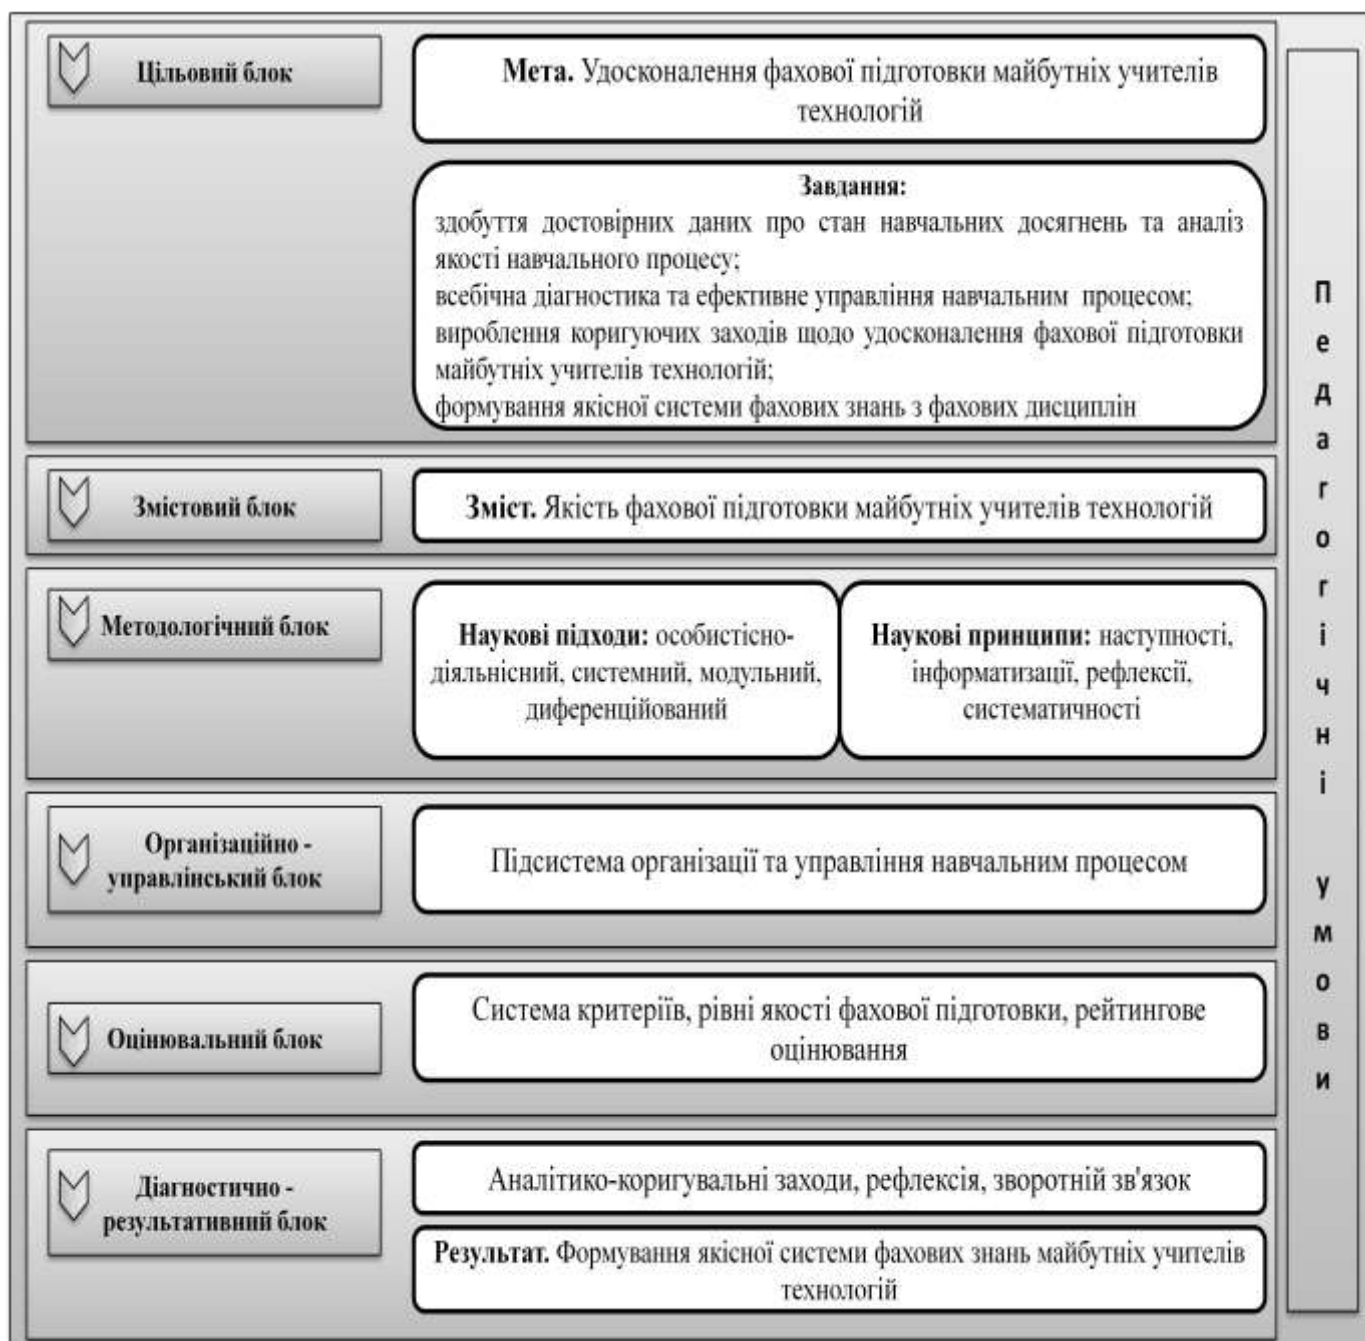 Цільовий блок
Мета. Удосконалення фахової підготовки майбутніх учителів
технологій
Завдання:
здобуття достовірних даних про стан навчальних досягнень та аналіз
якості навчального процесу;
всебічна діагностика та ефективне управління навчальним процесом;
вироблення коригуючих заходів щодо удосконалення фахової підготовки
майбутніх учителів технологій;
формування якісної системи фахових знань з фахових дисциплін
Змістовий блок
Зміст. Якість фахової підготовки майбутніх учителів технологій
Методологічний блок
Наукові підходи: особистісно-
діяльнісний, системний, модульний,
диференційований
Наукові принципи: наступності,
інформатизації, рефлексії,
систематичності
Організаційно -
управлінський блок
Підсистема організації та управління навчальним процесом
Оцінювальний блок
Система критеріїв, рівні якості фахової підготовки, рейтингове
оцінювання
Діагностично -
результативний блок
Аналітико-коригувальні заходи, рефлексія, зворотній зв'язок
Результат. Формування якісної системи фахових знань майбутніх учителів
технологій
Педагогічні умови